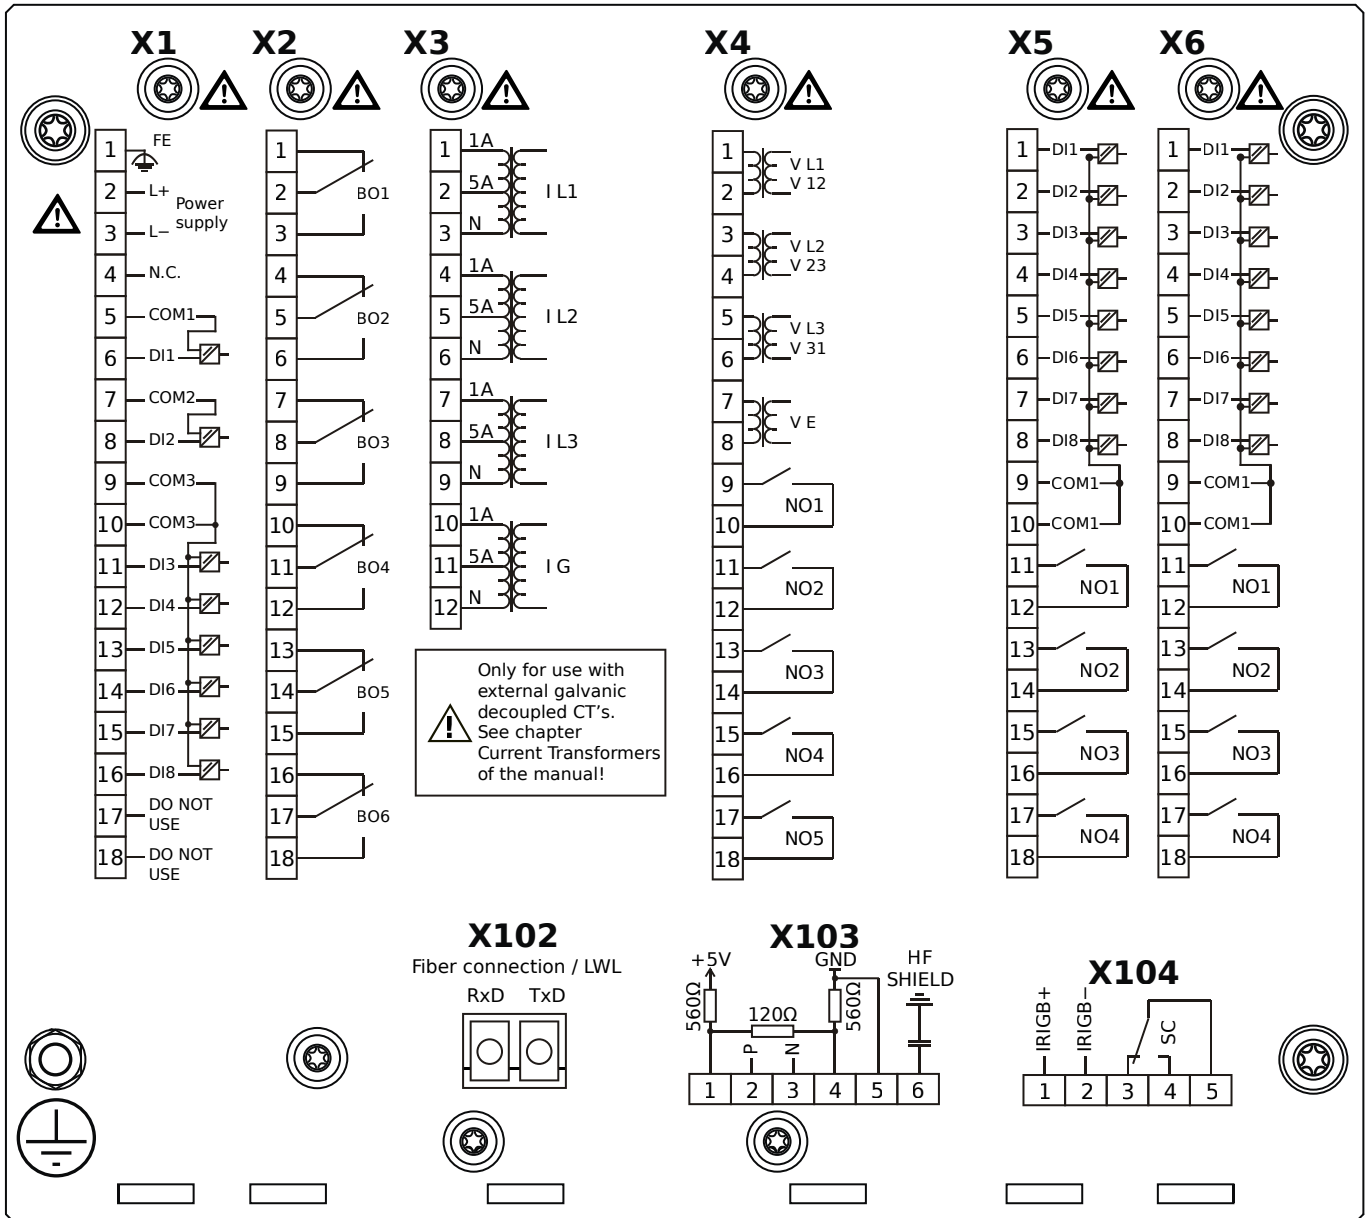 X1
X2
X3
X4
X5
X6
1 FE
2 L+
Power
supply
3 L−
4 N.C.
5 COM1
6 DI1
7 COM2
8 DI2
9 COM3
10 COM3
11 DI3
12 DI4
13 DI5
14 DI6
15 DI7
16 DI8
17 DO NOT
USE
18 DO NOT
USE
1
2 BO1
3
4
5 BO2
6
7
8 BO3
9
10
11 BO4
12
13
14 BO5
15
16
17 BO6
18
1 1A
2 5A I L1
3 N
4 1A
5 5A I L2
6 N
7 1A
8 5A I L3
9 N
10 1A
11 5A I G
12 N
Only for use with
external galvanic
decoupled CT's.
See chapter
Current Transformers
of the manual!
1 V L1
2 V 12
3 V L2
4 V 23
5 V L3
6 V 31
7
V E
8
9
NO1
10
11
NO2
12
13
NO3
14
15
NO4
16
17
NO5
18
1 DI1
2 DI2
3 DI3
4 DI4
5 DI5
6 DI6
7 DI7
8 DI8
9 COM1
10 COM1
11
NO1
12
13
NO2
14
15
NO3
16
17
NO4
18
1 DI1
2 DI2
3 DI3
4 DI4
5 DI5
6 DI6
7 DI7
8 DI8
9 COM1
10 COM1
11
NO1
12
13
NO2
14
15
NO3
16
17
NO4
18
X102
Fiber connection / LWL
RxD TxD
X103
+5V GND HF
SHIELD
560Ω 120Ω 560Ω
P N
1 2 3 4 5 6
X104
IRIGB+ IRIGB− SC
1 2 3 4 5